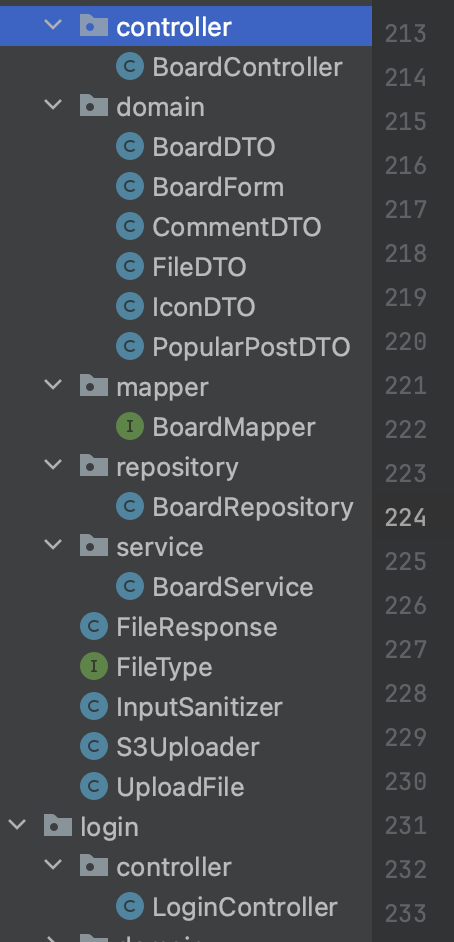 controller
C BoardController
domain
C BoardDTO
C BoardForm
C CommentDTO
C FileDTO
C IconDTO
C PopularPostDTO
mapper
I BoardMapper
repository
C BoardRepository
service
C BoardService
C FileResponse
I FileType
C InputSanitizer
C S3Uploader
C UploadFile
login
controller
C LoginController
213
214
215
216
217
218
219
220
221
222
223
224
225
226
227
228
229
230
231
232
233